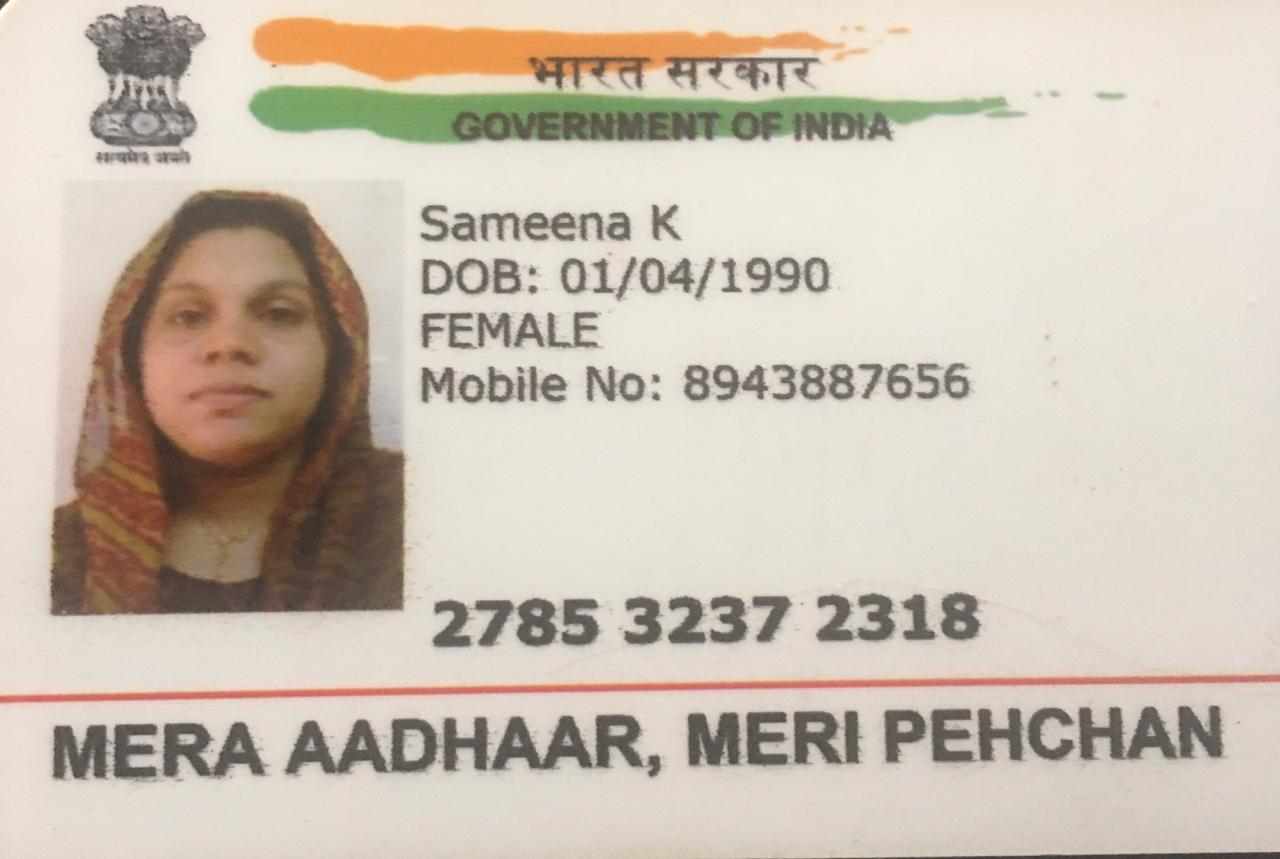 भारत सरकार
GOVERNMENT OF INDIA
सत्यमेव जयते
Sameena K
DOB: 01/04/1990
FEMALE
Mobile No: 8943887656
2785 3237 2318
MERA AADHAAR, MERI PEHCHAN